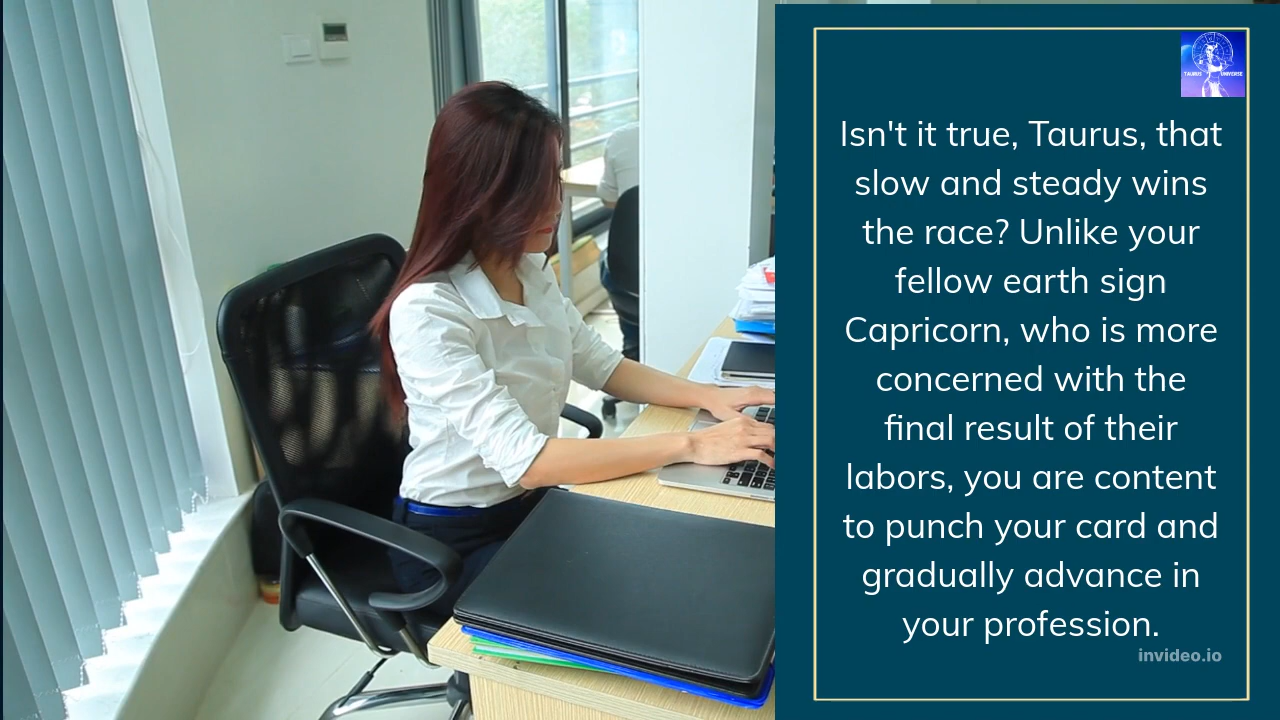 TAURUS UNIVERSE
Isn't it true, Taurus, that
slow and steady wins
the race? Unlike your
fellow earth sign
Capricorn, who is more
concerned with the
final result of their
labors, you are content
to punch your card and
gradually advance in
your profession.
invideo.io